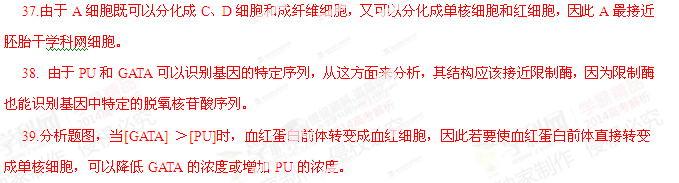 37.由于 A 细胞既可以分化成 C、D 细胞和成纤维细胞，又可以分化成单核细胞和红细胞，因此 A 最接近
胚胎干学科网细胞。
38. 由于 PU 和 GATA 可以识别基因的特定序列，从这方面来分析，其结构应该接近限制酶，因为限制酶
也能识别基因中特定的脱氧核苷酸序列。
39.分析题图，当[GATA] >[PU]时，血红蛋白前体转变成血红细胞，因此若要使血红蛋白前体直接转变
成单核细胞，可以降低 GATA 的浓度或增加 PU 的浓度。